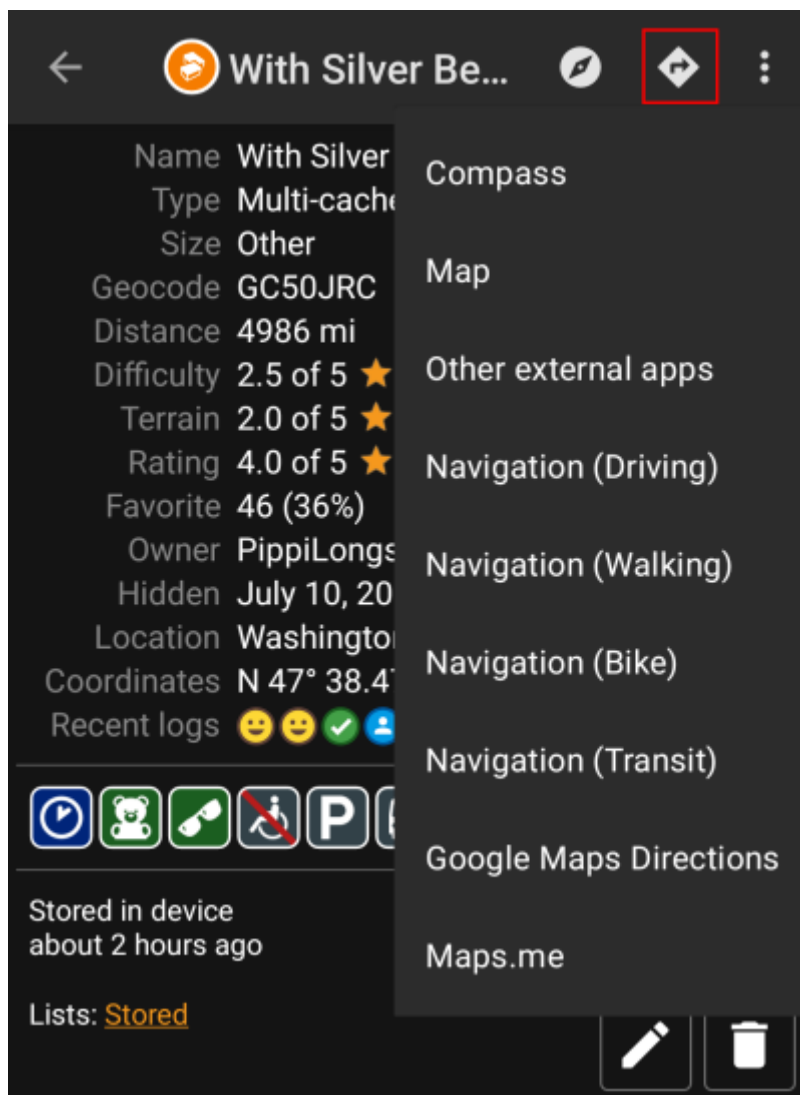 With Silver Be...
Name With Silver
Type Multi-cache
Size Other
Geocode GC50JRC
Distance 4986 mi
Difficulty 2.5 of 5
Terrain 2.0 of 5
Rating 4.0 of 5
Favorite 46 (36%)
Owner PippiLongs
Hidden July 10, 20
Location Washington
Coordinates N 47° 38.47
Recent logs
P
Stored in device
about 2 hours ago
Lists: Stored
Compass
Map
Other external apps
Navigation (Driving)
Navigation (Walking)
Navigation (Bike)
Navigation (Transit)
Google Maps Directions
Maps.me